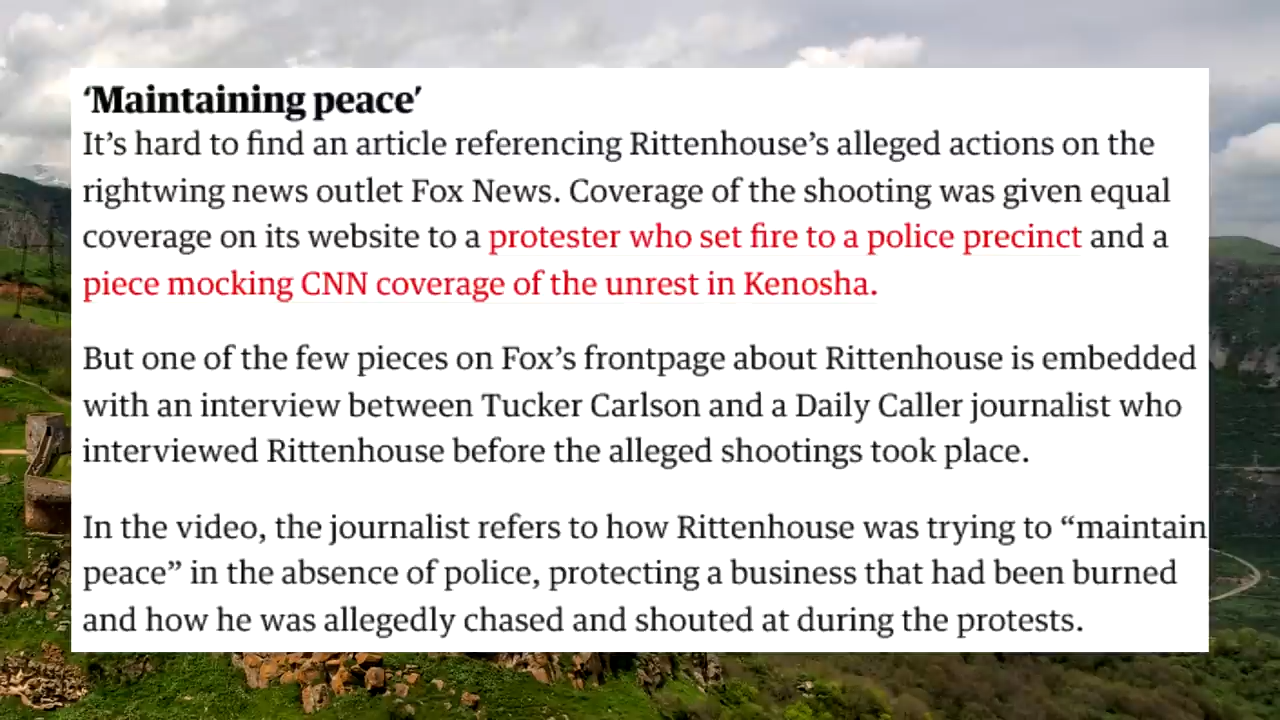 ‘Maintaining peace’
It’s hard to find an article referencing Rittenhouse’s alleged actions on the
rightwing news outlet Fox News. Coverage of the shooting was given equal
coverage on its website to a protester who set fire to a police precinct and a
piece mocking CNN coverage of the unrest in Kenosha.
But one of the few pieces on Fox’s frontpage about Rittenhouse is embedded
with an interview between Tucker Carlson and a Daily Caller journalist who
interviewed Rittenhouse before the alleged shootings took place.
In the video, the journalist refers to how Rittenhouse was trying to “maintain
peace” in the absence of police, protecting a business that had been burned
and how he was allegedly chased and shouted at during the protests.